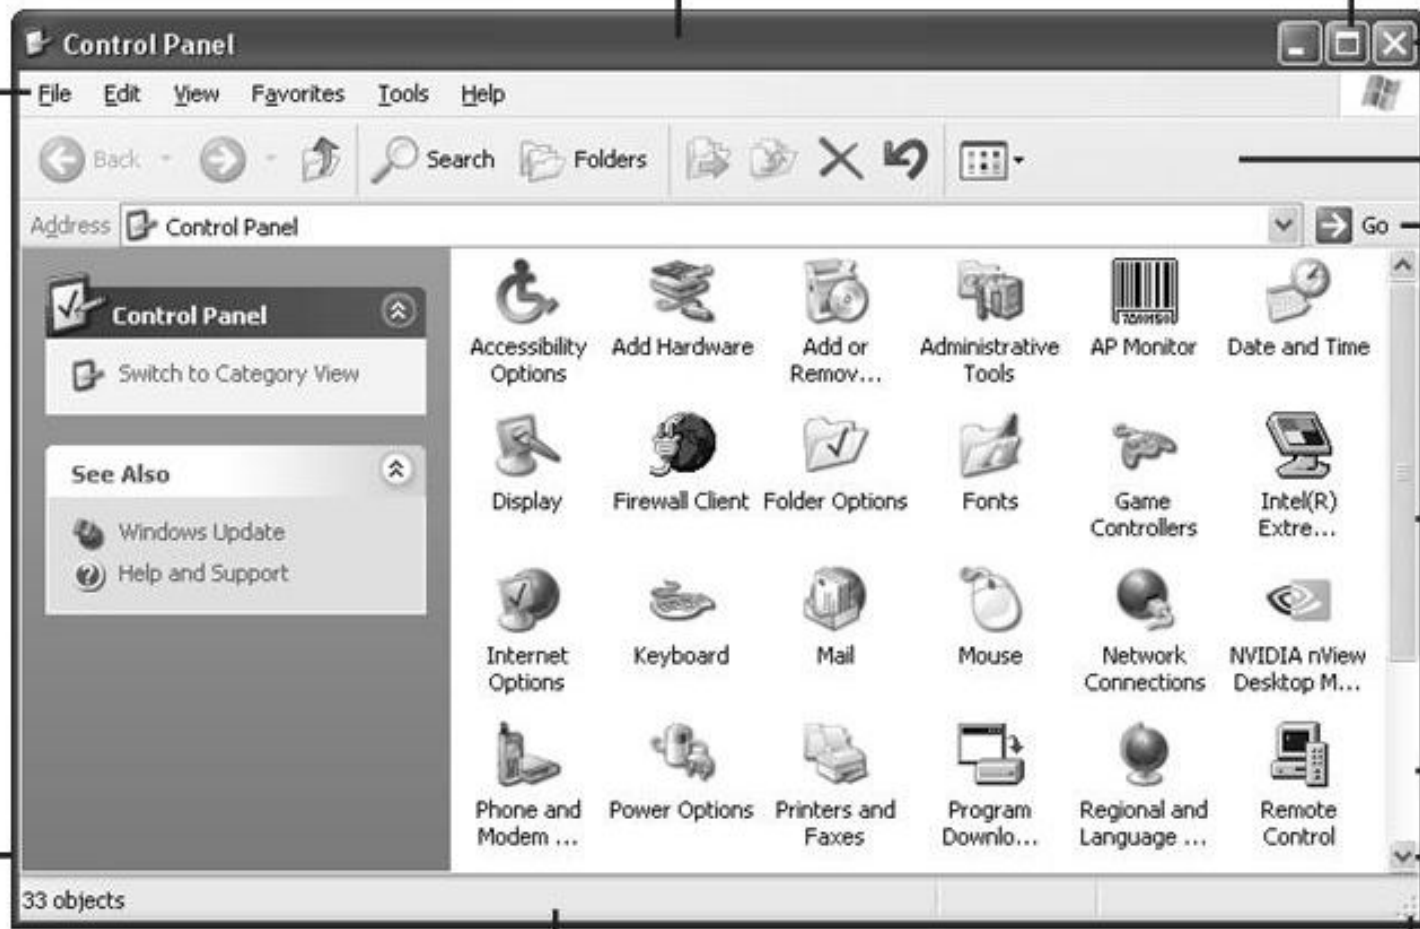 Control Panel
File Edit View Favorites Tools Help
Back Search Folders
Address Control Panel Go
Control Panel
Switch to Category View
See Also
Windows Update
Help and Support
Accessibility Options
Add Hardware
Add or Remov...
Administrative Tools
AP Monitor
Date and Time
Display
Firewall Client
Folder Options
Fonts
Game Controllers
Intel(R) Extre...
Internet Options
Keyboard
Mail
Mouse
Network Connections
NVIDIA nView Desktop M...
Phone and Modem ...
Power Options
Printers and Faxes
Program Downlo...
Regional and Language ...
Remote Control
33 objects